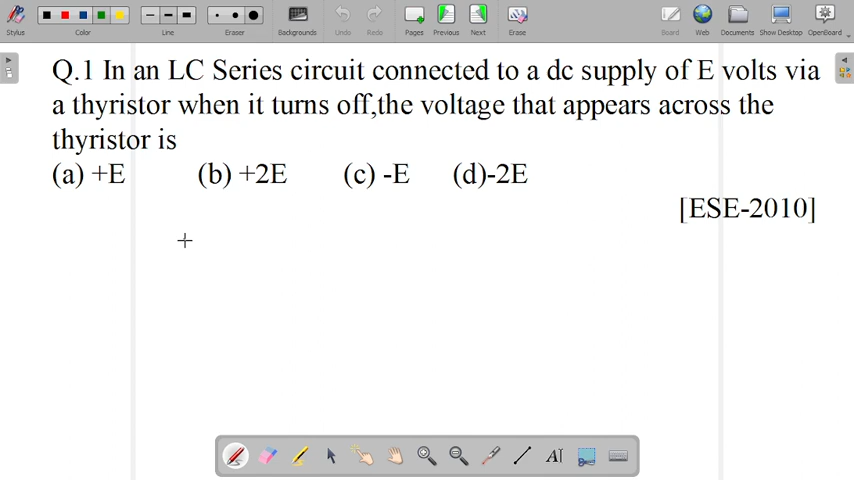 Stylus Color Line Eraser Backgrounds Undo Redo Pages Previous Next Erase Board Web Documents Show Desktop OpenBoard
Q.1 In an LC Series circuit connected to a dc supply of E volts via
a thyristor when it turns off,the voltage that appears across the
thyristor is
(a) +E (b) +2E (c) -E (d)-2E
[ESE-2010]